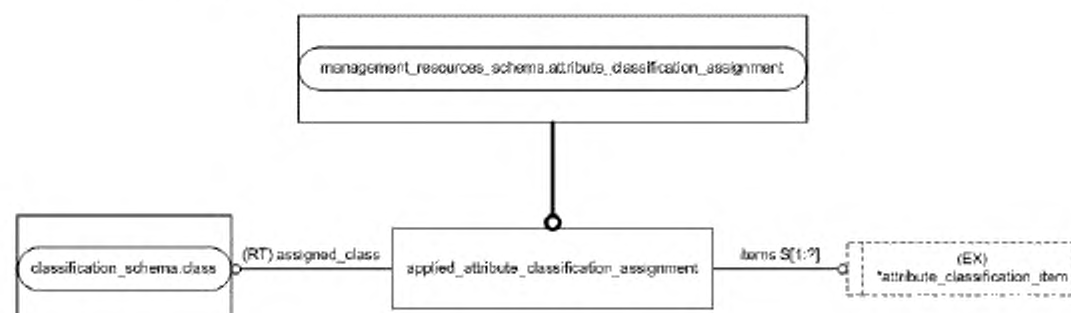 management_resources_schema.attribute_classification_assignment
(RT) assigned_class
items S[1:?]
classification_schema.class
applied_attribute_classification_assignment
(EX)
*attribute_classification_item